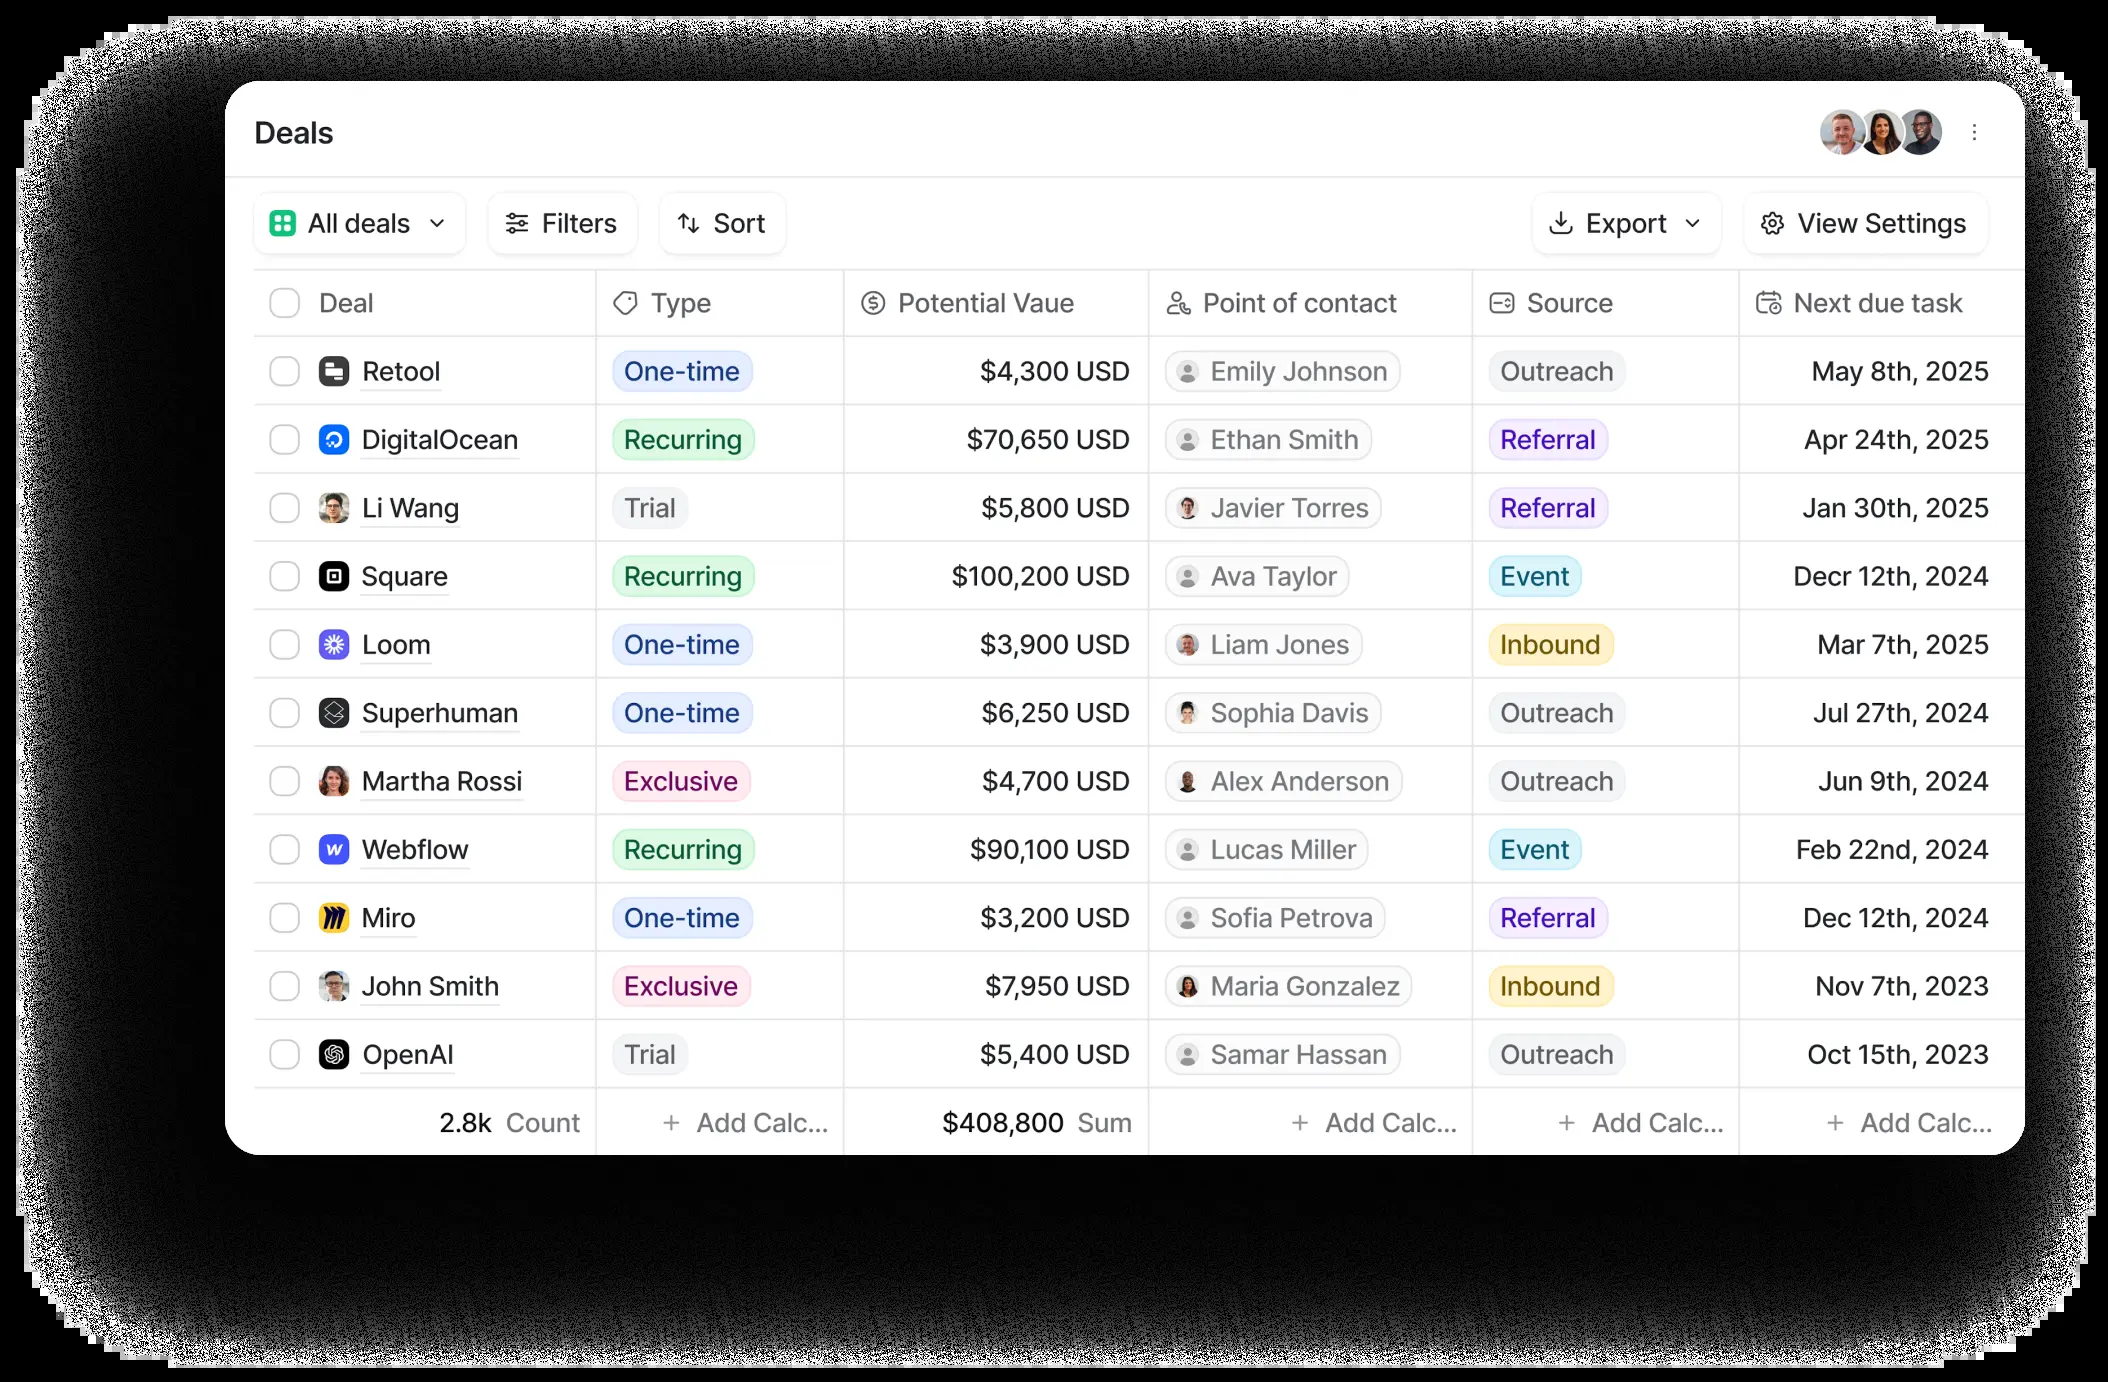 Deals
All deals Filters Sort Export View Settings
Deal Type Potential Vaue Point of contact Source Next due task
Retool One-time $4,300 USD Emily Johnson Outreach May 8th, 2025
DigitalOcean Recurring $70,650 USD Ethan Smith Referral Apr 24th, 2025
Li Wang Trial $5,800 USD Javier Torres Referral Jan 30th, 2025
Square Recurring $100,200 USD Ava Taylor Event Decr 12th, 2024
Loom One-time $3,900 USD Liam Jones Inbound Mar 7th, 2025
Superhuman One-time $6,250 USD Sophia Davis Outreach Jul 27th, 2024
Martha Rossi Exclusive $4,700 USD Alex Anderson Outreach Jun 9th, 2024
Webflow Recurring $90,100 USD Lucas Miller Event Feb 22nd, 2024
Miro One-time $3,200 USD Sofia Petrova Referral Dec 12th, 2024
John Smith Exclusive $7,950 USD Maria Gonzalez Inbound Nov 7th, 2023
OpenAI Trial $5,400 USD Samar Hassan Outreach Oct 15th, 2023
2.8k Count + Add Calc... $408,800 Sum + Add Calc... + Add Calc... + Add Calc...